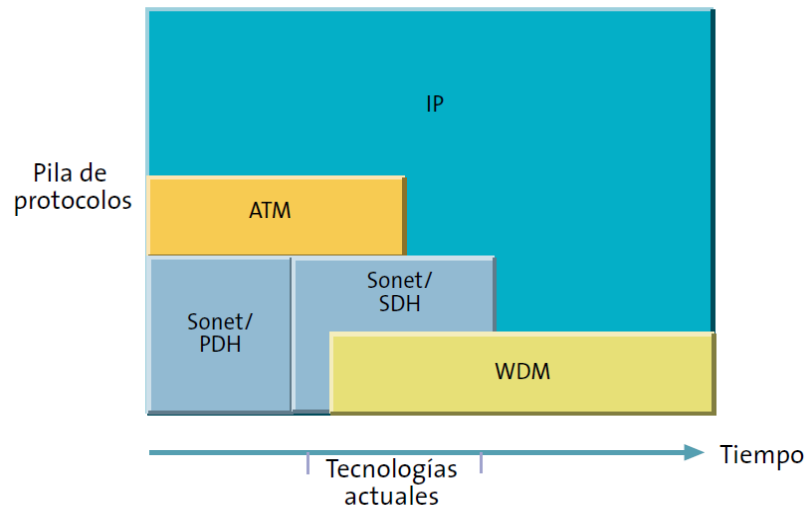 IP
Pila de
protocolos
ATM
Sonet/
SDH
Sonet/
PDH
WDM
Tiempo
Tecnologías
actuales